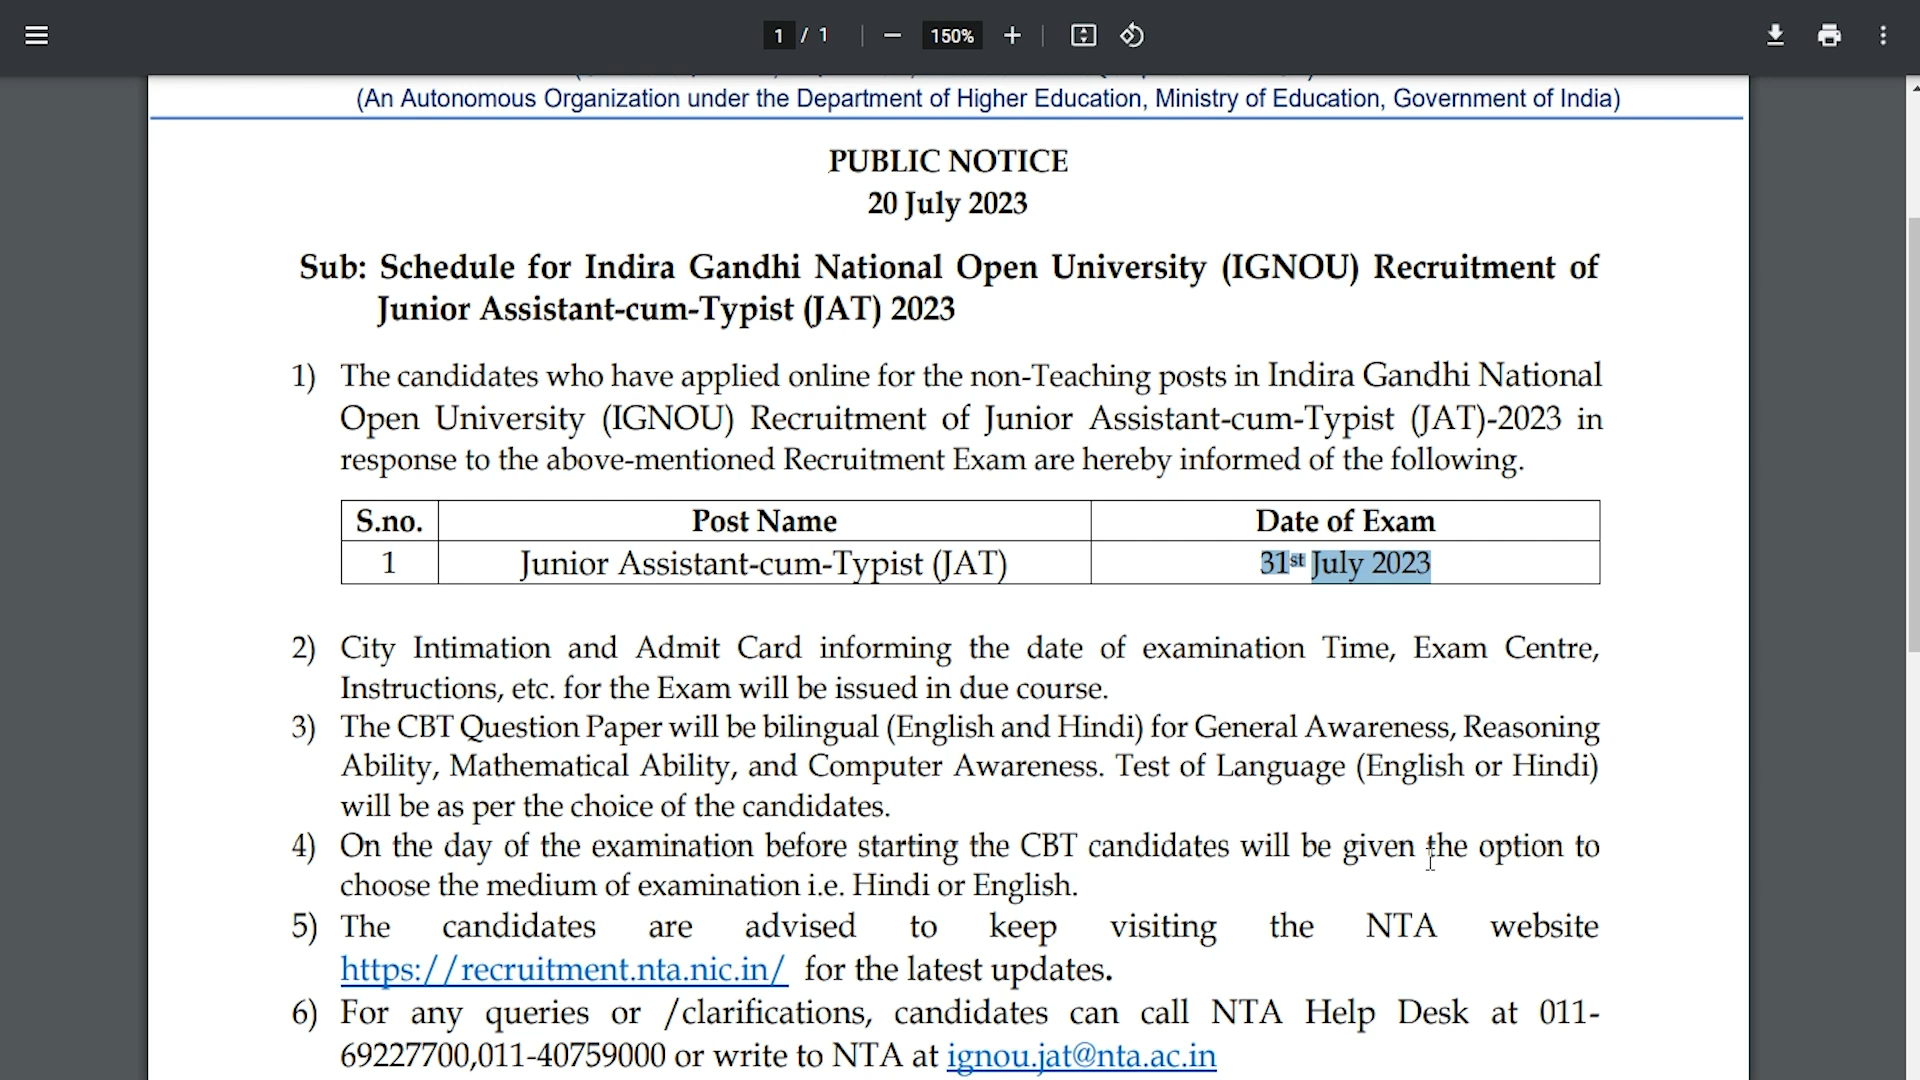 1 / 1 150%
(An Autonomous Organization under the Department of Higher Education, Ministry of Education, Government of India)
PUBLIC NOTICE
20 July 2023
Sub: Schedule for Indira Gandhi National Open University (IGNOU) Recruitment of
Junior Assistant-cum-Typist (JAT) 2023
1) The candidates who have applied online for the non-Teaching posts in Indira Gandhi National
Open University (IGNOU) Recruitment of Junior Assistant-cum-Typist (JAT)-2023 in
response to the above-mentioned Recruitment Exam are hereby informed of the following.
S.no. Post Name Date of Exam
1 Junior Assistant-cum-Typist (JAT) 31st July 2023
2) City Intimation and Admit Card informing the date of examination Time, Exam Centre,
Instructions, etc. for the Exam will be issued in due course.
3) The CBT Question Paper will be bilingual (English and Hindi) for General Awareness, Reasoning
Ability, Mathematical Ability, and Computer Awareness. Test of Language (English or Hindi)
will be as per the choice of the candidates.
4) On the day of the examination before starting the CBT candidates will be given the option to
choose the medium of examination i.e. Hindi or English.
5) The candidates are advised to keep visiting the NTA website
https://recruitment.nta.nic.in/ for the latest updates.
6) For any queries or /clarifications, candidates can call NTA Help Desk at 011-
69227700,011-40759000 or write to NTA at ignou.jat@nta.ac.in